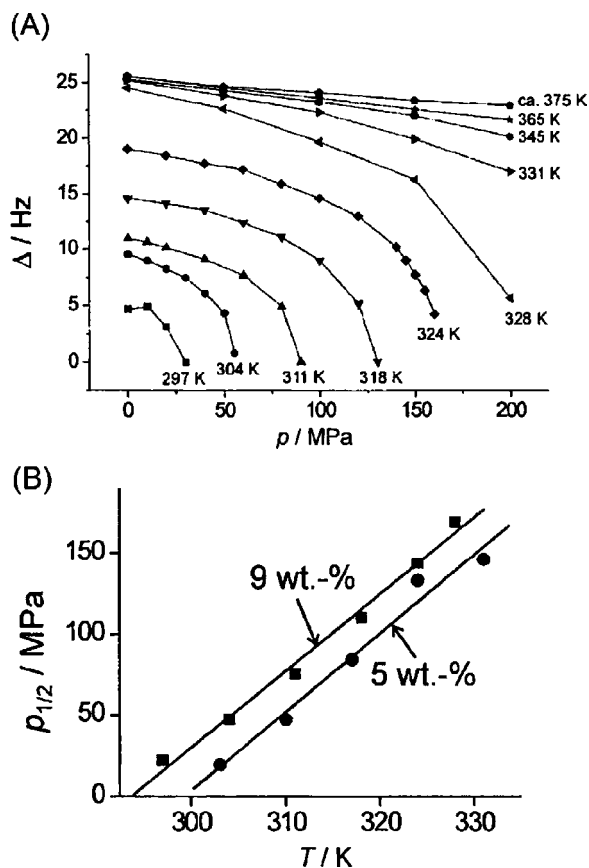 (A)
25
20
15
10
5
0
Δ / Hz
ca. 375 K
365 K
345 K
331 K
328 K
324 K
318 K
311 K
304 K
297 K
0 50 100 150 200
p / MPa
(B)
150
100
50
0
p1/2 / MPa
9 wt.-%
5 wt.-%
300 310 320 330
T / K